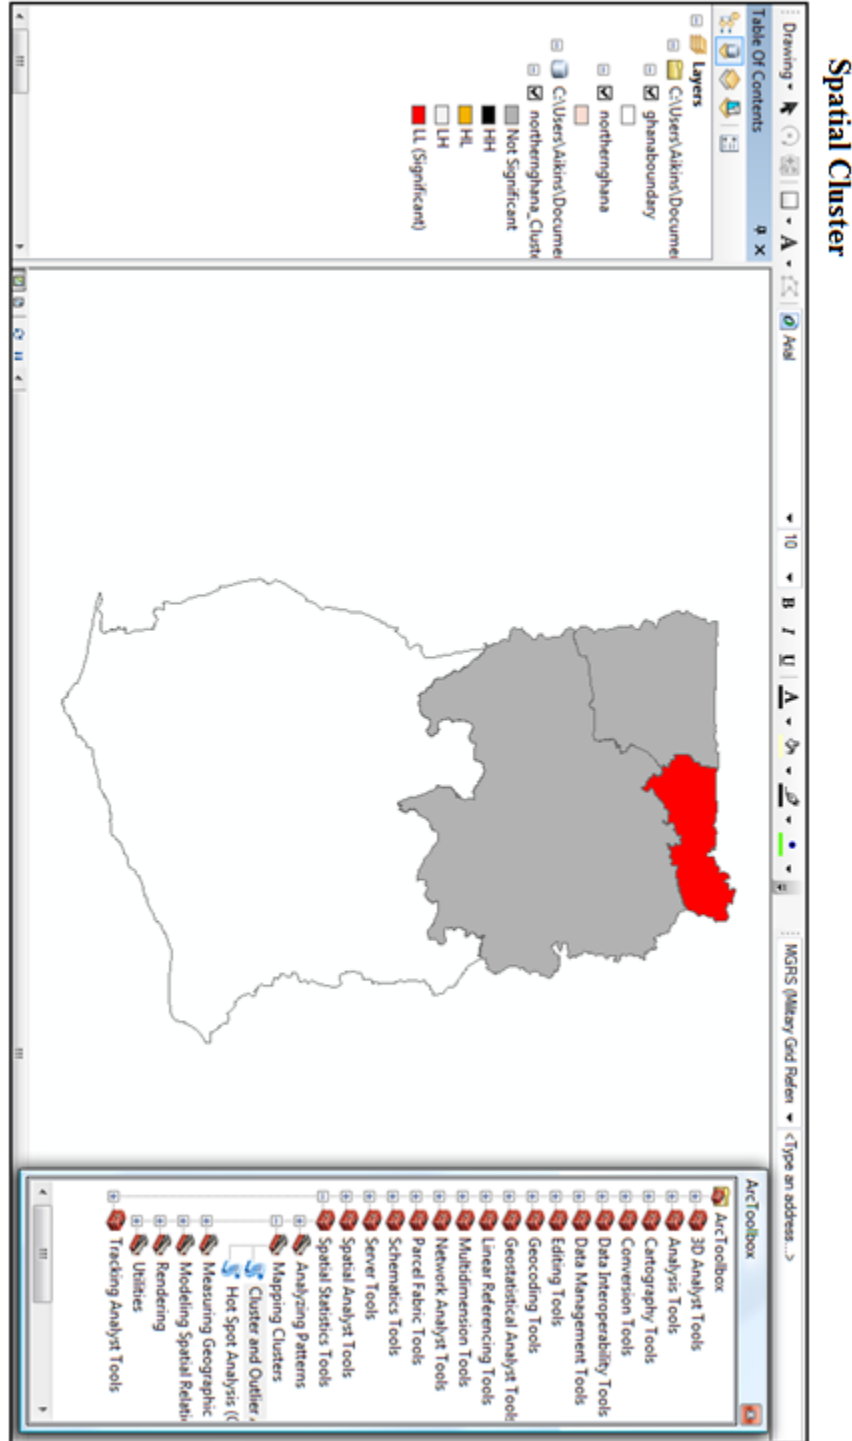 Spatial Cluster
Drawing
A
Arial
10
B I U A
MGRS (Military Grid Referen
<Type an address...>
Table Of Contents
Layers
C:\Users\Aikins\Documer
ghanaboundary
northernghana
C:\Users\Aikins\Documer
northernghana_Cluste
Not Significant
HH
HL
LH
LL (Significant)
ArcToolbox
ArcToolbox
3D Analyst Tools
Analysis Tools
Cartography Tools
Conversion Tools
Data Interoperability Tools
Data Management Tools
Editing Tools
Geocoding Tools
Geostatistical Analyst Tools
Linear Referencing Tools
Multidimension Tools
Network Analyst Tools
Parcel Fabric Tools
Schematics Tools
Server Tools
Spatial Analyst Tools
Spatial Statistics Tools
Analyzing Patterns
Mapping Clusters
Cluster and Outlier
Hot Spot Analysis (
Measuring Geographic
Modeling Spatial Relati
Rendering
Utilities
Tracking Analyst Tools